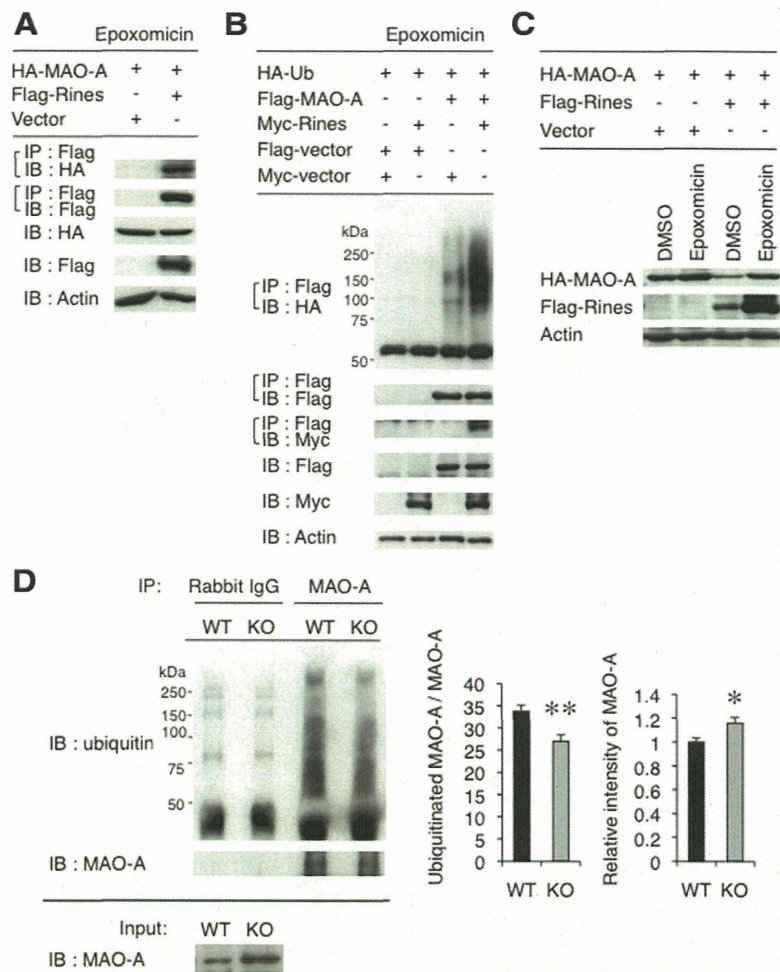 A
Epoxomicin
HA-MAO-A + +
Flag-Rines - +
Vector + -
IP : Flag
IB : HA
IP : Flag
IB : Flag
IB : HA
IB : Flag
IB : Actin
B
Epoxomicin
HA-Ub + + + +
Flag-MAO-A - - + +
Myc-Rines - + - +
Flag-vector + + - -
Myc-vector + - + -
kDa
250-
150-
100-
75-
50-
IP : Flag
IB : HA
IP : Flag
IB : Flag
IP : Flag
IB : Myc
IB : Flag
IB : Myc
IB : Actin
C
HA-MAO-A + + + +
Flag-Rines - - + +
Vector + + - -
DMSO
Epoxomicin
DMSO
Epoxomicin
HA-MAO-A
Flag-Rines
Actin
D
IP: Rabbit IgG MAO-A
WT KO WT KO
kDa
250-
150-
100-
75-
50-
IB : ubiquitin
IB : MAO-A
Input: WT KO
IB : MAO-A
Ubiquitinated MAO-A / MAO-A
40
35
30
25
20
15
10
5
0
**
WT KO
Relative intensity of MAO-A
1.4
1.2
1
0.8
0.6
0.4
0.2
0
*
WT KO